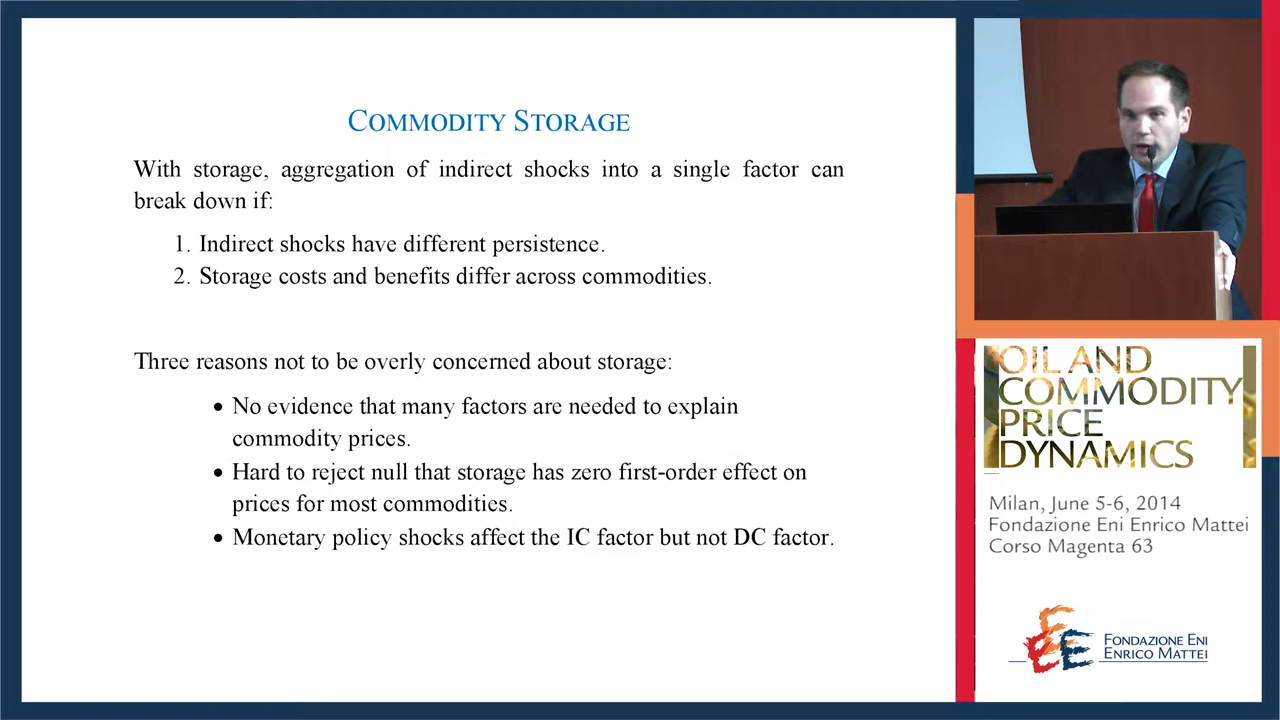 COMMODITY STORAGE
With storage, aggregation of indirect shocks into a single factor can
break down if:
1. Indirect shocks have different persistence.
2. Storage costs and benefits differ across commodities.
Three reasons not to be overly concerned about storage:
• No evidence that many factors are needed to explain
commodity prices.
• Hard to reject null that storage has zero first-order effect on
prices for most commodities.
• Monetary policy shocks affect the IC factor but not DC factor.
OIL AND
COMMODITY
PRICE
DYNAMICS
Milan, June 5-6, 2014
Fondazione Eni Enrico Mattei
Corso Magenta 63
FONDAZIONE ENI
ENRICO MATTEI